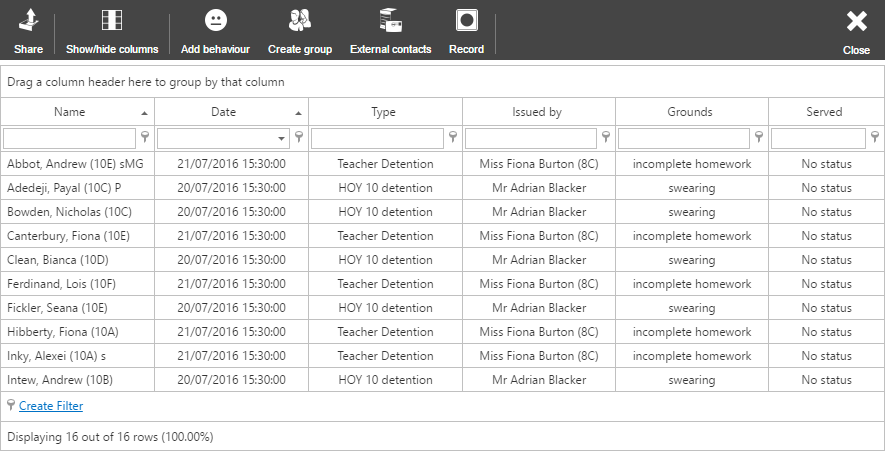 Share Show/hide columns Add behaviour Create group External contacts Record Close
Drag a column header here to group by that column
Name Date Type Issued by Grounds Served
Abbot, Andrew (10E) sMG 21/07/2016 15:30:00 Teacher Detention Miss Fiona Burton (8C) incomplete homework No status
Adedeji, Payal (10C) P 20/07/2016 15:30:00 HOY 10 detention Mr Adrian Blacker swearing No status
Bowden, Nicholas (10C) 20/07/2016 15:30:00 HOY 10 detention Mr Adrian Blacker swearing No status
Canterbury, Fiona (10E) 21/07/2016 15:30:00 Teacher Detention Miss Fiona Burton (8C) incomplete homework No status
Clean, Bianca (10D) 20/07/2016 15:30:00 HOY 10 detention Mr Adrian Blacker swearing No status
Ferdinand, Lois (10F) 21/07/2016 15:30:00 Teacher Detention Miss Fiona Burton (8C) incomplete homework No status
Fickler, Seana (10E) 20/07/2016 15:30:00 HOY 10 detention Mr Adrian Blacker swearing No status
Hibberty, Fiona (10A) 21/07/2016 15:30:00 Teacher Detention Miss Fiona Burton (8C) incomplete homework No status
Inky, Alexei (10A) s 21/07/2016 15:30:00 Teacher Detention Miss Fiona Burton (8C) incomplete homework No status
Intew, Andrew (10B) 20/07/2016 15:30:00 HOY 10 detention Mr Adrian Blacker swearing No status
Create Filter
Displaying 16 out of 16 rows (100.00%)